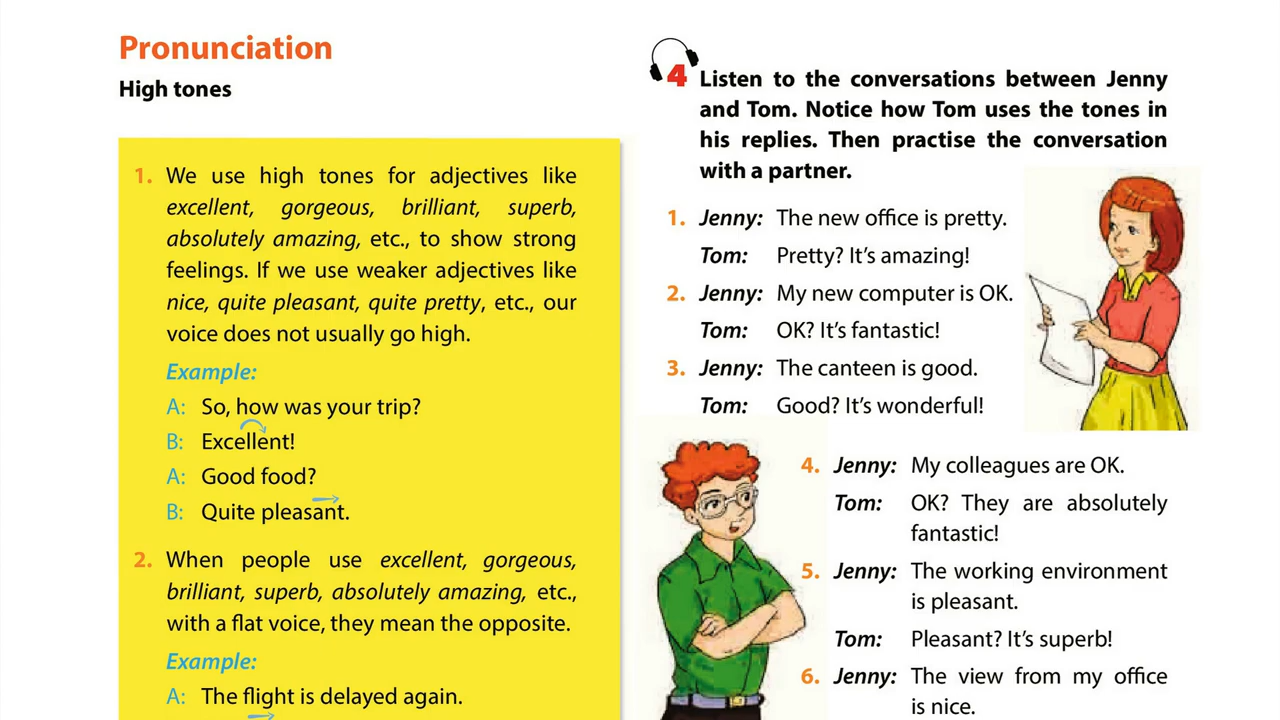 Pronunciation
High tones
1. We use high tones for adjectives like
excellent, gorgeous, brilliant, superb,
absolutely amazing, etc., to show strong
feelings. If we use weaker adjectives like
nice, quite pleasant, quite pretty, etc., our
voice does not usually go high.
Example:
A: So, how was your trip?
B: Excellent!
A: Good food?
B: Quite pleasant.
2. When people use excellent, gorgeous,
brilliant, superb, absolutely amazing, etc.,
with a flat voice, they mean the opposite.
Example:
A: The flight is delayed again.
4 Listen to the conversations between Jenny
and Tom. Notice how Tom uses the tones in
his replies. Then practise the conversation
with a partner.
1. Jenny: The new office is pretty.
Tom: Pretty? It's amazing!
2. Jenny: My new computer is OK.
Tom: OK? It's fantastic!
3. Jenny: The canteen is good.
Tom: Good? It's wonderful!
4. Jenny: My colleagues are OK.
Tom: OK? They are absolutely
fantastic!
5. Jenny: The working environment
is pleasant.
Tom: Pleasant? It's superb!
6. Jenny: The view from my office
is nice.